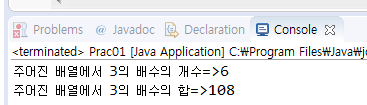 Problems @ Javadoc Declaration Console
<terminated> Prac01 [Java Application] C:₩Program Files₩Java₩
주어진 배열에서 3의 배수의 개수=>6
주어진 배열에서 3의 배수의 합=>108